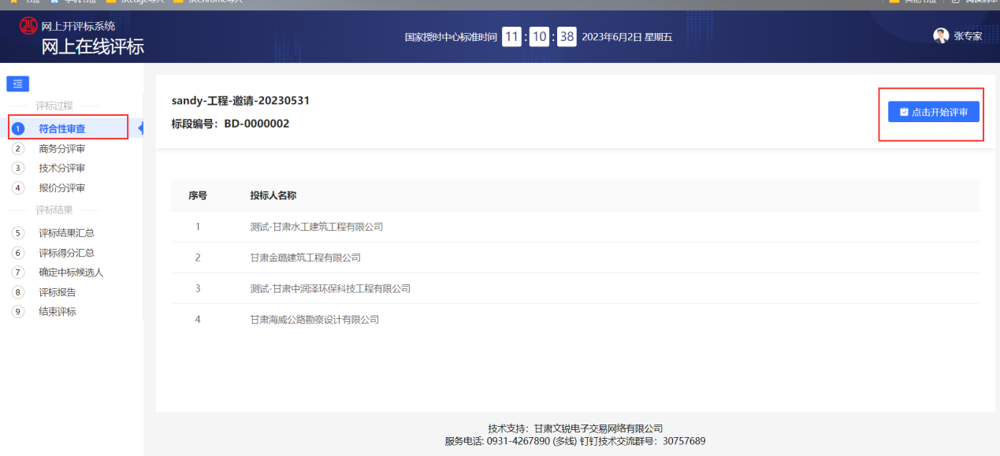 网上开评标系统
网上在线评标
国家授时中心标准时间 11 : 10 : 38 2023年6月2日 星期五
张专家
评标过程
1 符合性审查
2 商务分评审
3 技术分评审
4 报价分评审
评标结果
5 评标结果汇总
6 评标得分汇总
7 确定中标候选人
8 评标报告
9 结束评标
sandy-工程-邀请-20230531
标段编号：BD-0000002
点击开始评审
序号 投标人名称
1 测试-甘肃水工建筑工程有限公司
2 甘肃金璐建筑工程有限公司
3 测试-甘肃中润泽环保科技工程有限公司
4 甘肃海威公路勘察设计有限公司
技术支持：甘肃文锐电子交易网络有限公司
服务电话: 0931-4267890 (多线) 钉钉技术交流群号：30757689